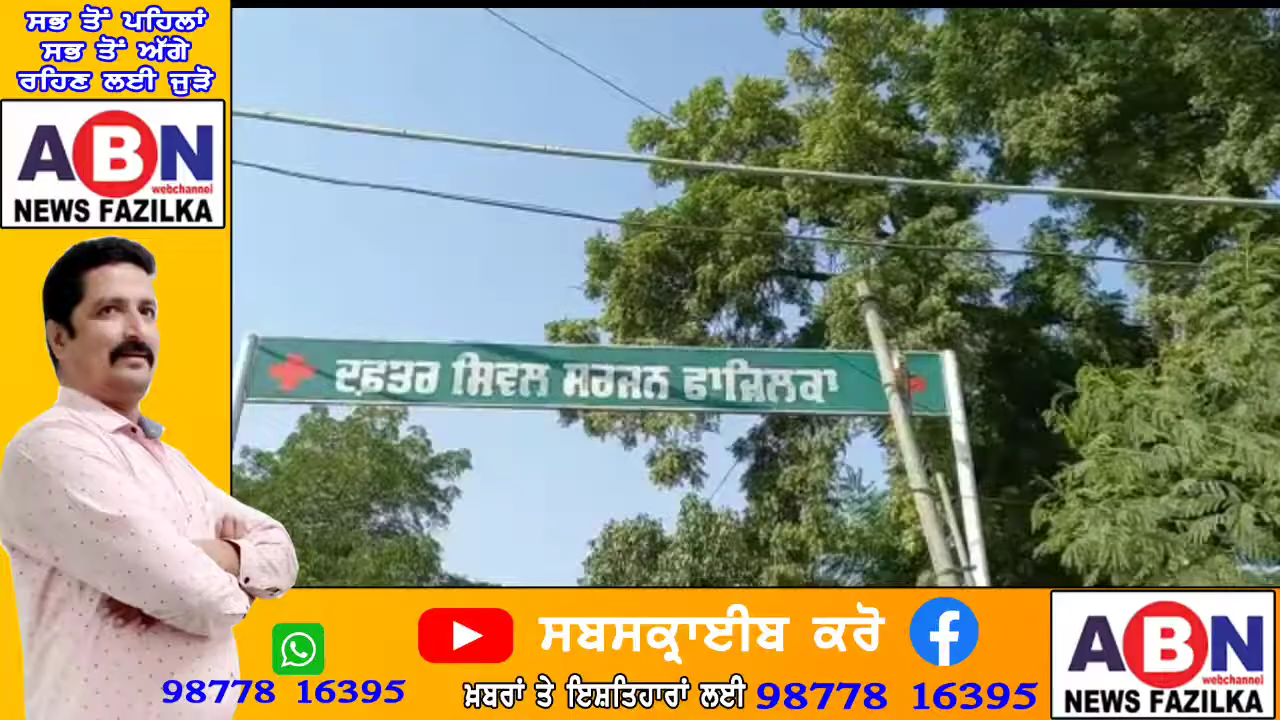 ਸਭ ਤੋਂ ਪਹਿਲਾਂ
ਸਭ ਤੋਂ ਅੱਗੇ
ਰਹਿਣ ਲਈ ਜੁੜੋ
ABN
webchannel
NEWS FAZILKA
ਦਫ਼ਤਰ ਸਿਵਲ ਸਰਜਨ ਫਾਜ਼ਿਲਕਾ
98778 16395
ਸਬਸਕ੍ਰਾਈਬ ਕਰੋ
ਖ਼ਬਰਾਂ ਤੇ ਇਸ਼ਤਿਹਾਰਾਂ ਲਈ 98778 16395
ABN
webchannel
NEWS FAZILKA